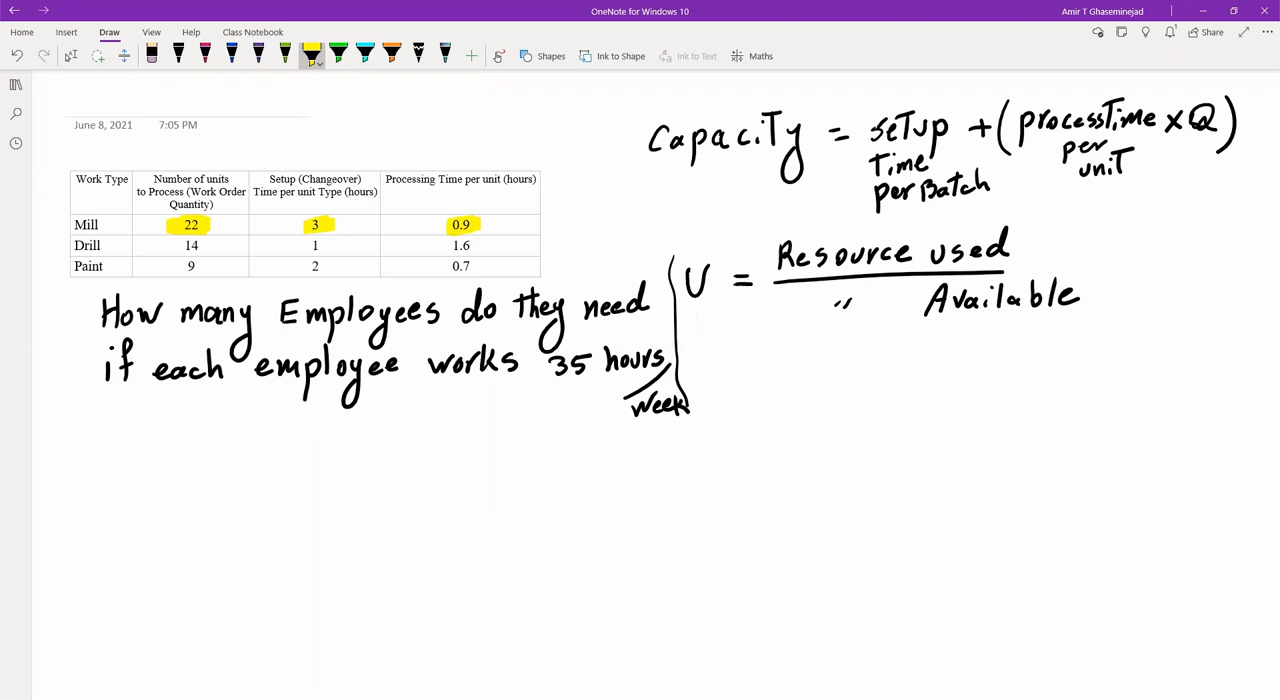 OneNote for Windows 10
Amir T Ghaseminejad
Home Insert Draw View Help Class Notebook
Share
Shapes Ink to Shape Ink to Text Maths
June 8, 2021 7:05 PM
Capacity = setup + (processTime x Q)
Time per
per Batch unit
Work Type Number of units to Process (Work Order Quantity) Setup (Changeover) Time per unit Type (hours) Processing Time per unit (hours)
Mill 22 3 0.9
Drill 14 1 1.6
Paint 9 2 0.7
U = Resource used
" Available
How many Employees do they need
if each employee works 35 hours
/week